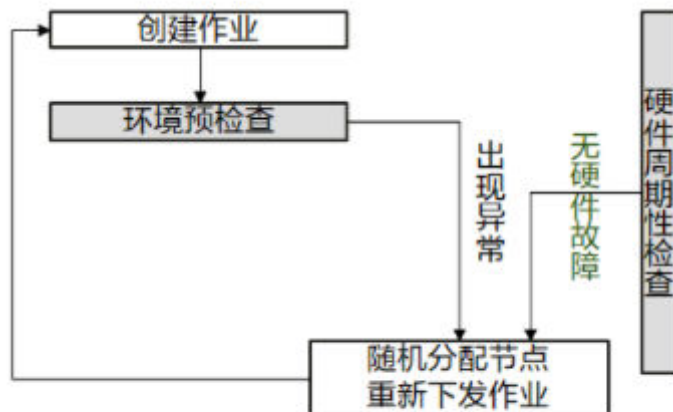 创建作业
环境预检查
出现异常
无硬件故障
硬件周期性检查
随机分配节点
重新下发作业